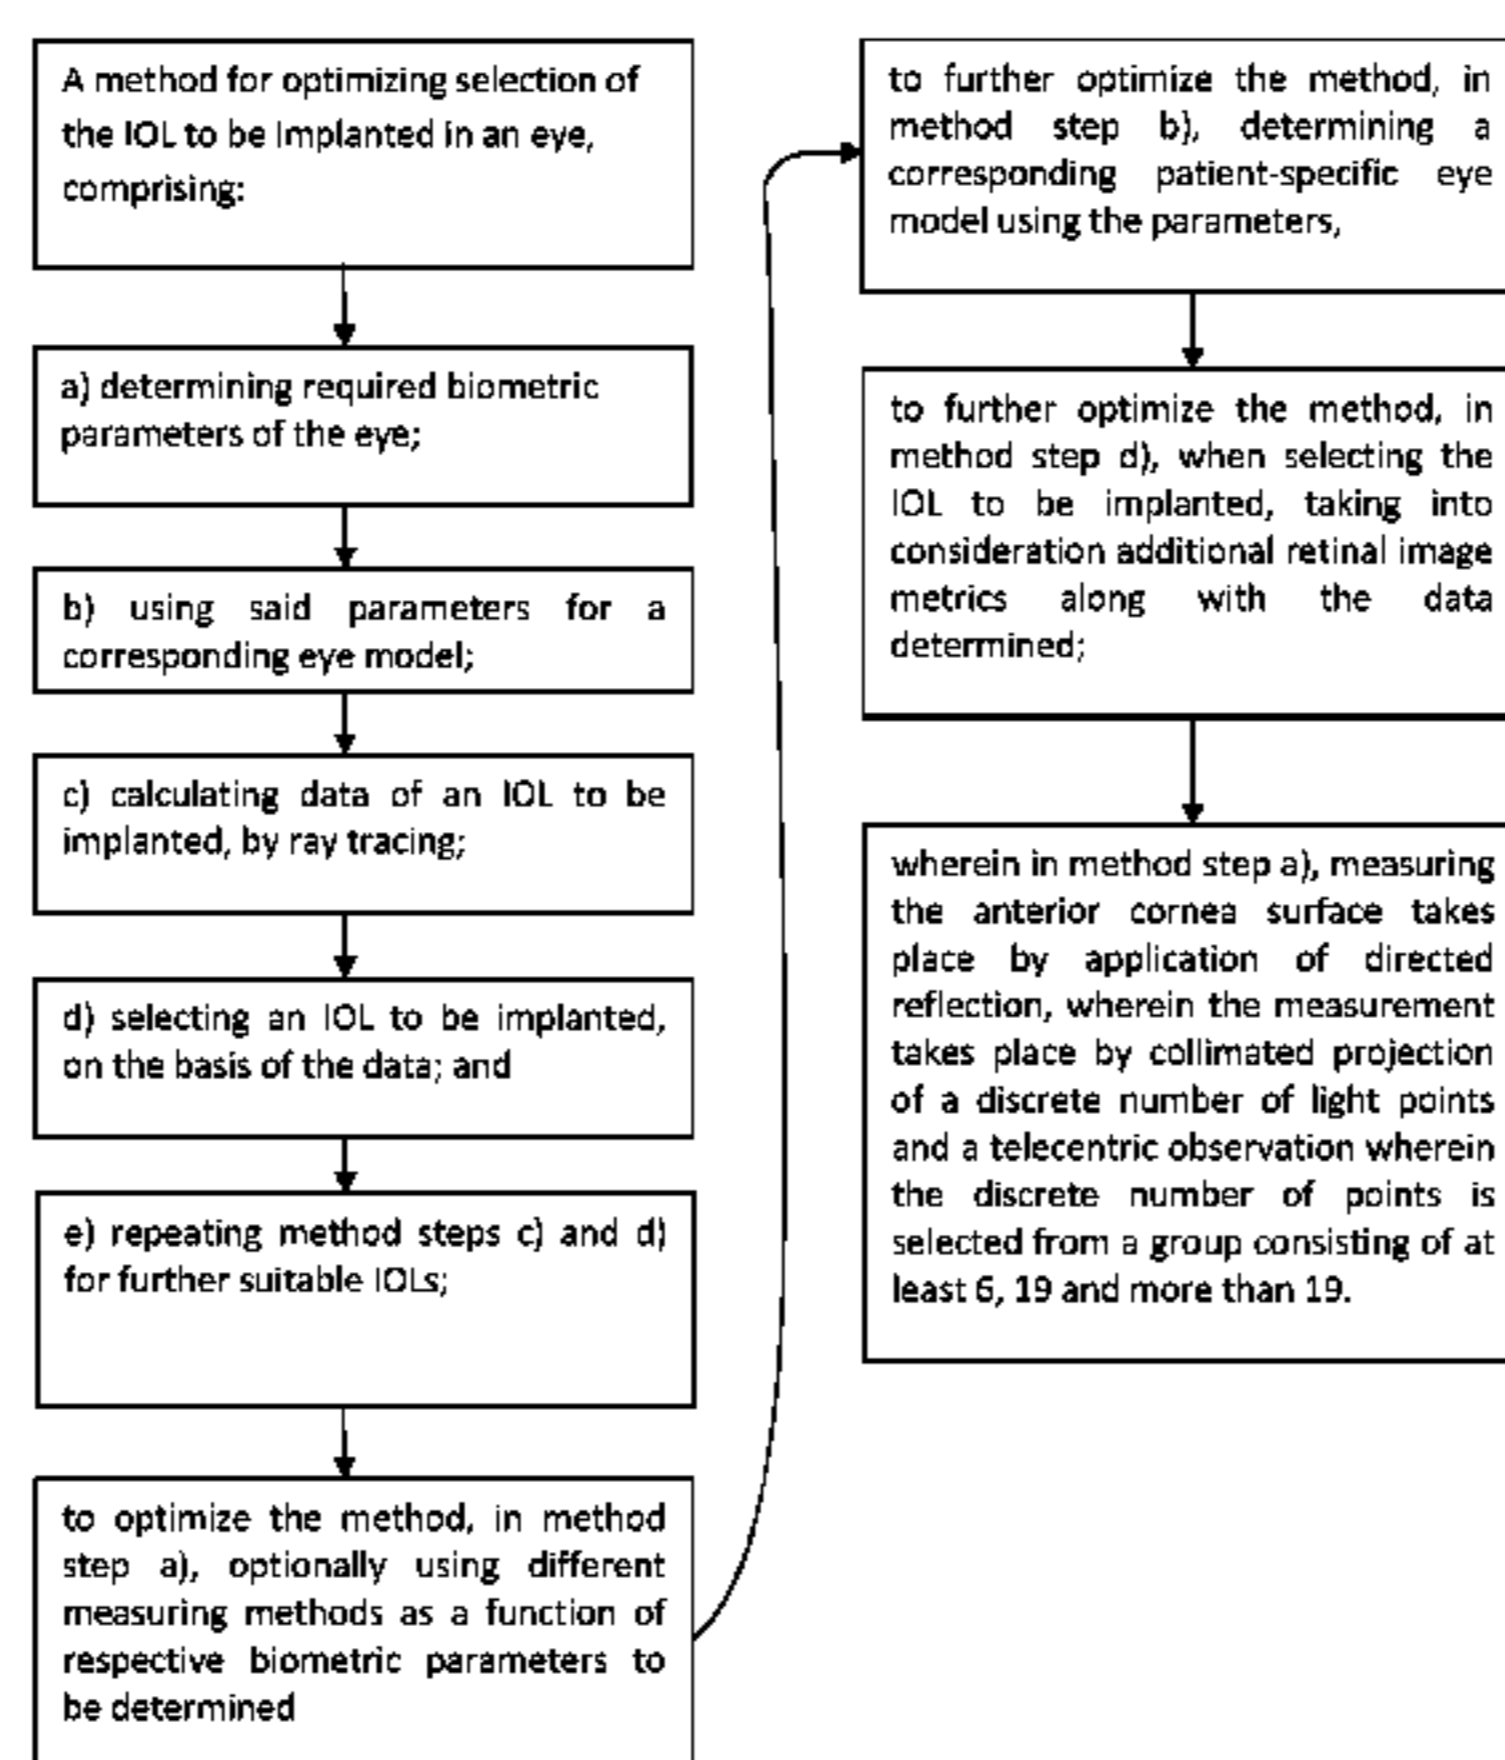 A method for optimizing selection of
the IOL to be implanted in an eye,
comprising:
a) determining required biometric
parameters of the eye;
b) using said parameters for a
corresponding eye model;
c) calculating data of an IOL to be
implanted, by ray tracing;
d) selecting an IOL to be implanted,
on the basis of the data; and
e) repeating method steps c) and d)
for further suitable IOLs;
to optimize the method, in method
step a), optionally using different
measuring methods as a function of
respective biometric parameters to
be determined
to further optimize the method, in
method step b), determining a
corresponding patient-specific eye
model using the parameters,
to further optimize the method, in
method step d), when selecting the
IOL to be implanted, taking into
consideration additional retinal image
metrics along with the data
determined;
wherein in method step a), measuring
the anterior cornea surface takes
place by application of directed
reflection, wherein the measurement
takes place by collimated projection
of a discrete number of light points
and a telecentric observation wherein
the discrete number of points is
selected from a group consisting of at
least 6, 19 and more than 19.